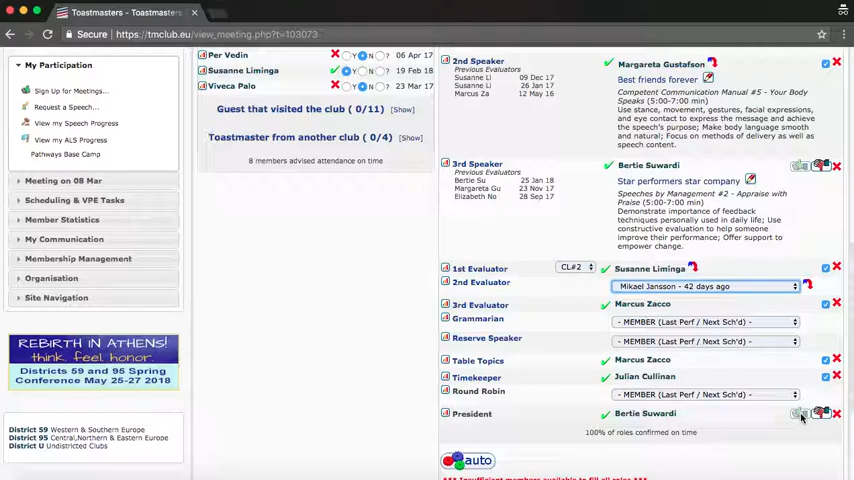 Toastmasters - Toastmasters T
Secure https://tmclub.eu/view_meeting.php?t=103073
My Participation
Sign Up for Meetings...
Request a Speech...
View my Speech Progress
View my ALS Progress
Pathways Base Camp
Meeting on 08 Mar
Scheduling & VPE Tasks
Member Statistics
My Communication
Membership Management
Organisation
Site Navigation
REBIRTH IN ATHENS!
think. feel. honor.
Districts 59 and 95 Spring
Conference May 25-27 2018
District 59 Western & Southern Europe
District 95 Central,Northern & Eastern Europe
District U Undistricted Clubs
Per Vedin Y N ? 06 Apr 17
Susanne Liminga Y N ? 19 Feb 18
Viveca Palo Y N ? 23 Mar 17
Guest that visited the club ( 0/11) [Show]
Toastmaster from another club ( 0/4) [Show]
8 members advised attendance on time
2nd Speaker
Previous Evaluators
Susanne Li 09 Dec 17
Susanne Li 26 Jan 17
Marcus Za 12 May 16
Margareta Gustafson
Best friends forever
Competent Communication Manual #5 - Your Body
Speaks (5:00-7:00 min)
Use stance, movement, gestures, facial expressions,
and eye contact to express the message and achieve
the speech's purpose; Make body language smooth
and natural; Focus on methods of delivery as well as
speech content.
3rd Speaker
Previous Evaluators
Bertie Su 25 Jan 18
Margareta Gu 23 Nov 17
Elizabeth No 28 Sep 17
Bertie Suwardi
Star performers star company
Speeches by Management #2 - Appraise with
Praise (5:00-7:00 min)
Demonstrate importance of feedback
techniques personally used in daily life; Use
constructive evaluation to help someone
improve their performance; Offer support to
empower change.
1st Evaluator CL#2 Susanne Liminga
2nd Evaluator Mikael Jansson - 42 days ago
3rd Evaluator Marcus Zacco
Grammarian - MEMBER (Last Perf / Next Sch'd) -
Reserve Speaker - MEMBER (Last Perf / Next Sch'd) -
Table Topics Marcus Zacco
Timekeeper Julian Cullinan
Round Robin - MEMBER (Last Perf / Next Sch'd) -
President Bertie Suwardi
100% of roles confirmed on time
auto
*** Insufficient members available to fill all roles ***